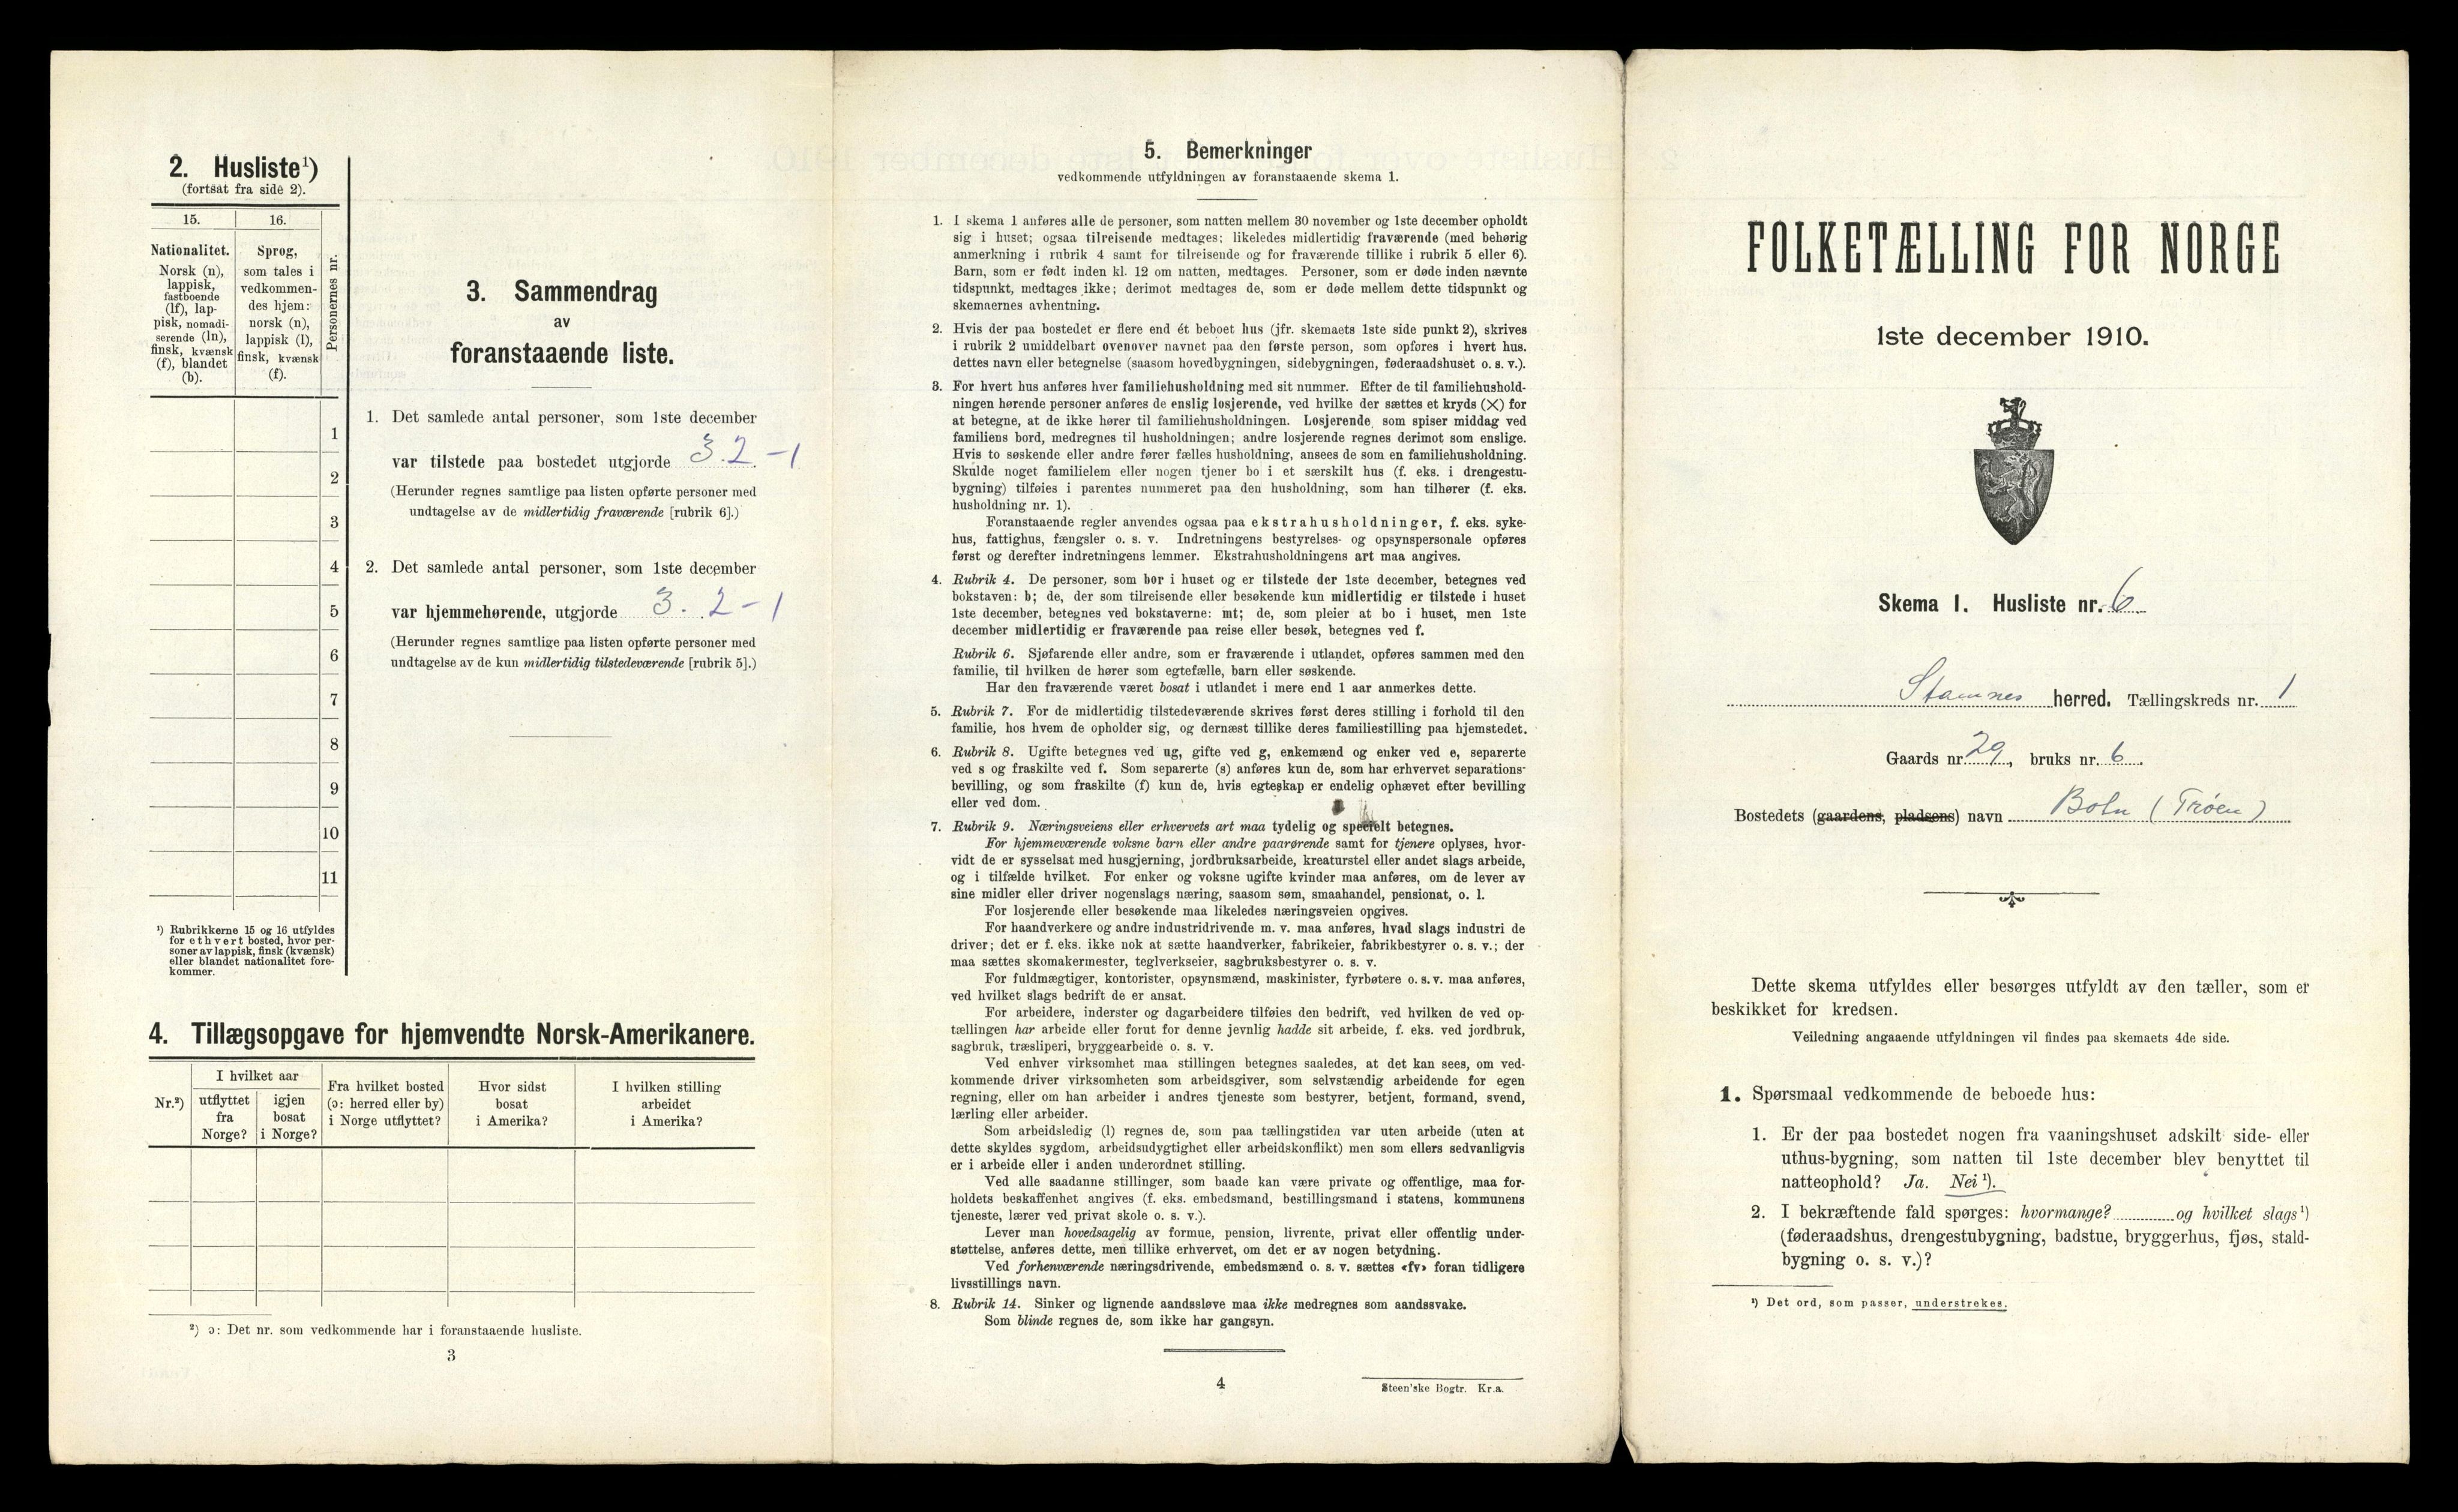 2. Husliste¹)
(fortsat fra side 2).
15. 16.
Personernes nr.
Nationalitet.
Norsk (n),
lappisk,
fastboende
(lf), lap-
pisk, nomadi-
serende (ln),
finsk, kvænsk
(f), blandet
(b).
Sprog,
som tales i
vedkommen-
des hjem:
norsk (n),
lappisk (l),
finsk, kvænsk
(f).
1
2
3
4
5
6
7
8
9
10
11
¹) Rubrikkerne 15 og 16 utfyldes
for ethvert bosted, hvor per-
soner av lappisk, finsk (kvænsk)
eller blandet nationalitet fore-
kommer.
3. Sammendrag
av
foranstaaende liste.
1. Det samlede antal personer, som 1ste december
var tilstede paa bostedet utgjorde 3. 2 - 1
(Herunder regnes samtlige paa listen opførte personer med
undtagelse av de midlertidig fraværende [rubrik 6].)
2. Det samlede antal personer, som 1ste december
var hjemmehørende, utgjorde 3. 2 - 1
(Herunder regnes samtlige paa listen opførte personer med
undtagelse av de kun midlertidig tilstedeværende [rubrik 5].)
4. Tillægsopgave for hjemvendte Norsk-Amerikanere.
Nr.²)
I hvilket aar
utflyttet
fra
Norge?
igjen
bosat
i Norge?
Fra hvilket bosted
(ɔ: herred eller by)
i Norge utflyttet?
Hvor sidst
bosat
i Amerika?
I hvilken stilling
arbeidet
i Amerika?
²) ɔ: Det nr. som vedkommende har i foranstaaende husliste.
3
5. Bemerkninger
vedkommende utfyldningen av foranstaaende skema 1.
1. I skema 1 anføres alle de personer, som natten mellem 30 november og 1ste december opholdt
sig i huset; ogsaa tilreisende medtages; likeledes midlertidig fraværende (med behørig
anmerkning i rubrik 4 samt for tilreisende og for fraværende tillike i rubrik 5 eller 6).
Barn, som er født inden kl. 12 om natten, medtages. Personer, som er døde inden nævnte
tidspunkt, medtages ikke; derimot medtages de, som er døde mellem dette tidspunkt og
skemaernes avhentning.
2. Hvis der paa bostedet er flere end ét beboet hus (jfr. skemaets 1ste side punkt 2), skrives
i rubrik 2 umiddelbart ovenover navnet paa den første person, som opføres i hvert hus.
dettes navn eller betegnelse (saasom hovedbygningen, sidebygningen, føderaadshuset o. s. v.).
3. For hvert hus anføres hver familiehusholdning med sit nummer. Efter de til familiehushold-
ningen hørende personer anføres de enslig losjerende, ved hvilke der sættes et kryds (×) for
at betegne, at de ikke hører til familiehusholdningen. Losjerende, som spiser middag ved
familiens bord, medregnes til husholdningen; andre losjerende regnes derimot som enslige.
Hvis to søskende eller andre fører fælles husholdning, ansees de som en familiehusholdning.
Skulde noget familielem eller nogen tjener bo i et særskilt hus (f. eks. i drengestu-
bygning) tilføies i parentes nummeret paa den husholdning, som han tilhører (f. eks.
husholdning nr. 1).
Foranstaaende regler anvendes ogsaa paa ekstrahusholdninger, f. eks. syke-
hus, fattighus, fængsler o. s. v. Indretningens bestyrelses- og opsynspersonale opføres
først og derefter indretningens lemmer. Ekstrahusholdningens art maa angives.
4. Rubrik 4. De personer, som bor i huset og er tilstede der 1ste december, betegnes ved
bokstaven: b; de, der som tilreisende eller besøkende kun midlertidig er tilstede i huset
1ste december, betegnes ved bokstaverne: mt; de, som pleier at bo i huset, men 1ste
december midlertidig er fraværende paa reise eller besøk, betegnes ved f.
Rubrik 6. Sjøfarende eller andre, som er fraværende i utlandet, opføres sammen med den
familie, til hvilken de hører som egtefælle, barn eller søskende.
Har den fraværende været bosat i utlandet i mere end 1 aar anmerkes dette.
5. Rubrik 7. For de midlertidig tilstedeværende skrives først deres stilling i forhold til den
familie, hos hvem de opholder sig, og dernæst tillike deres familiestilling paa hjemstedet.
6. Rubrik 8. Ugifte betegnes ved ug, gifte ved g, enkemænd og enker ved e, separerte
ved s og fraskilte ved f. Som separerte (s) anføres kun de, som har erhvervet separations-
bevilling, og som fraskilte (f) kun de, hvis egteskap er endelig ophævet efter bevilling
eller ved dom.
7. Rubrik 9. Næringsveiens eller erhvervets art maa tydelig og specielt betegnes.
For hjemmeværende voksne barn eller andre paarørende samt for tjenere oplyses, hvor-
vidt de er sysselsat med husgjerning, jordbruksarbeide, kreaturstel eller andet slags arbeide,
og i tilfælde hvilket. For enker og voksne ugifte kvinder maa anføres, om de lever av
sine midler eller driver nogenslags næring, saasom søm, smaahandel, pensionat, o. l.
For losjerende eller besøkende maa likeledes næringsveien opgives.
For haandverkere og andre industridrivende m. v. maa anføres, hvad slags industri de
driver; det er f. eks. ikke nok at sætte haandverker, fabrikeier, fabrikbestyrer o. s. v.; der
maa sættes skomakermester, teglverkseier, sagbruksbestyrer o. s. v.
For fuldmægtiger, kontorister, opsynsmænd, maskinister, fyrbøtere o. s. v. maa anføres,
ved hvilket slags bedrift de er ansat.
For arbeidere, inderster og dagarbeidere tilføies den bedrift, ved hvilken de ved op-
tællingen har arbeide eller forut for denne jevnlig hadde sit arbeide, f. eks. ved jordbruk,
sagbruk, træsliperi, bryggearbeide o. s. v.
Ved enhver virksomhet maa stillingen betegnes saaledes, at det kan sees, om ved-
kommende driver virksomheten som arbeidsgiver, som selvstændig arbeidende for egen
regning, eller om han arbeider i andres tjeneste som bestyrer, betjent, formand, svend,
lærling eller arbeider.
Som arbeidsledig (l) regnes de, som paa tællingstiden var uten arbeide (uten at
dette skyldes sygdom, arbeidsudygtighet eller arbeidskonflikt) men som ellers sedvanligvis
er i arbeide eller i anden underordnet stilling.
Ved alle saadanne stillinger, som baade kan være private og offentlige, maa for-
holdets beskaffenhet angives (f. eks. embedsmand, bestillingsmand i statens, kommunens
tjeneste, lærer ved privat skole o. s. v.).
Lever man hovedsagelig av formue, pension, livrente, privat eller offentlig under-
støttelse, anføres dette, men tillike erhvervet, om det er av nogen betydning.
Ved forhenværende næringsdrivende, embedsmænd o. s. v. sættes «fv» foran tidligere
livsstillings navn.
8. Rubrik 14. Sinker og lignende aandssløve maa ikke medregnes som aandssvake.
Som blinde regnes de, som ikke har gangsyn.
4
Steen'ske Bogtr. Kr.a.
FOLKETÆLLING FOR NORGE
1ste december 1910.
Skema 1. Husliste nr. 6
Stamnes herred. Tællingskreds nr. 1
Gaards nr. 29, bruks nr. 6.
Bostedets (gaardens, pladsens) navn Boln (Trøen)
Dette skema utfyldes eller besørges utfyldt av den tæller, som er
beskikket for kredsen.
Veiledning angaaende utfyldningen vil findes paa skemaets 4de side.
1. Spørsmaal vedkommende de beboede hus:
1. Er der paa bostedet nogen fra vaaningshuset adskilt side- eller
uthus-bygning, som natten til 1ste december blev benyttet til
natteophold? Ja. Nei ¹).
2. I bekræftende fald spørges: hvormange? og hvilket slags ¹)
(føderaadshus, drengestubygning, badstue, bryggerhus, fjøs, stald-
bygning o. s. v.)?
¹) Det ord, som passer, understrekes.